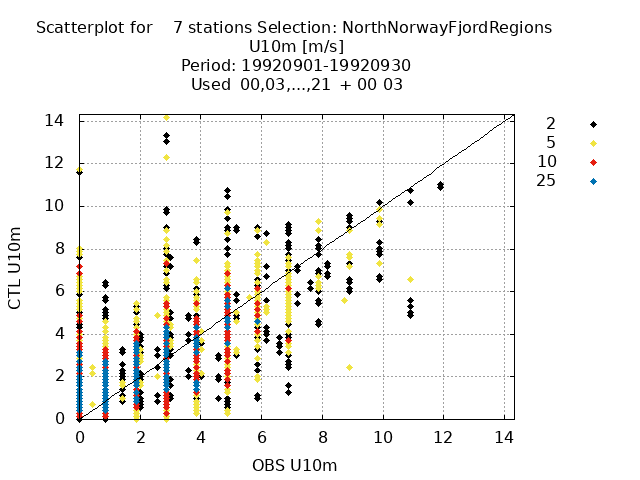 Scatterplot for 7 stations Selection: NorthNorwayFjordRegions
U10m [m/s]
Period: 19920901-19920930
Used 00,03,...,21 + 00 03
14
12
10
8
6
4
2
0
CTL U10m
0 2 4 6 8 10 12 14
OBS U10m
2
5
10
25